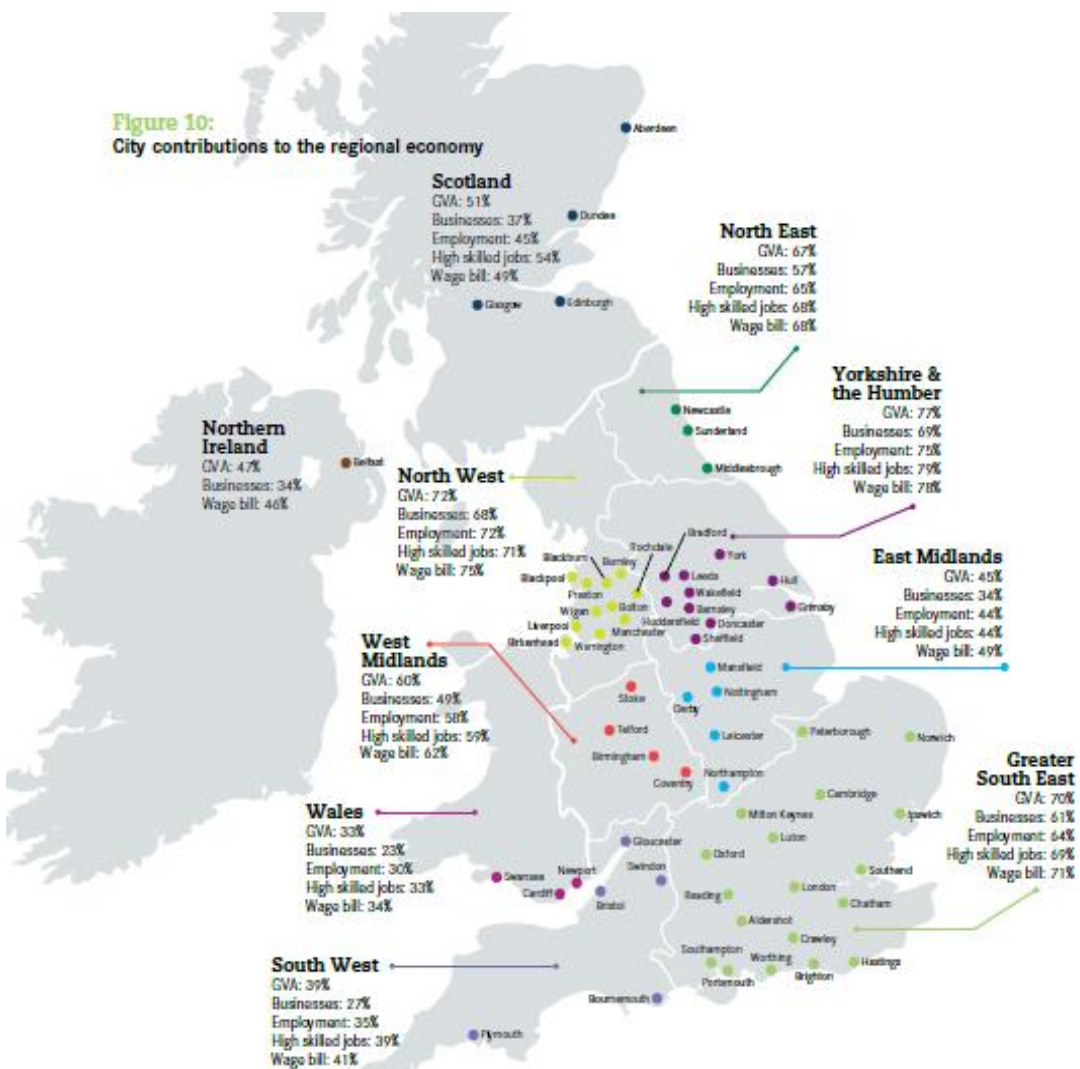 Figure 10:
City contributions to the regional economy
Aberdeen
Scotland
GVA: 51%
Businesses: 37%
Employment: 45%
High skilled jobs: 54%
Wage bill: 49%
Dundee
Glasgow
Edinburgh
North East
GVA: 67%
Businesses: 57%
Employment: 65%
High skilled jobs: 68%
Wage bill: 68%
Newcastle
Sunderland
Middlesbrough
Yorkshire &
the Humber
GVA: 77%
Businesses: 69%
Employment: 75%
High skilled jobs: 79%
Wage bill: 78%
Northern
Ireland
GVA: 47%
Businesses: 34%
Wage bill: 46%
Belfast
North West
GVA: 72%
Businesses: 68%
Employment: 72%
High skilled jobs: 71%
Wage bill: 75%
Rochdale
Bradford
Blackburn
Burnley
York
Blackpool
Preston
Leeds
Hull
Wakefield
Wigan
Bolton
Barnsley
Grimsby
Liverpool
Huddersfield
Doncaster
Manchester
Sheffield
Birkenhead
Warrington
East Midlands
GVA: 45%
Businesses: 34%
Employment: 44%
High skilled jobs: 44%
Wage bill: 49%
West
Midlands
GVA: 60%
Businesses: 49%
Employment: 58%
High skilled jobs: 59%
Wage bill: 62%
Mansfield
Stoke
Nottingham
Derby
Telford
Leicester
Birmingham
Coventry
Northampton
Peterborough
Norwich
Greater
South East
GVA: 70%
Businesses: 61%
Employment: 64%
High skilled jobs: 69%
Wage bill: 71%
Cambridge
Milton Keynes
Ipswich
Luton
Oxford
Southend
London
Reading
Chatham
Aldershot
Crawley
Southampton
Worthing
Hastings
Portsmouth
Brighton
Wales
GVA: 33%
Businesses: 23%
Employment: 30%
High skilled jobs: 33%
Wage bill: 34%
Gloucester
Newport
Swindon
Swansea
Cardiff
Bristol
South West
GVA: 39%
Businesses: 27%
Employment: 35%
High skilled jobs: 39%
Wage bill: 41%
Bournemouth
Plymouth